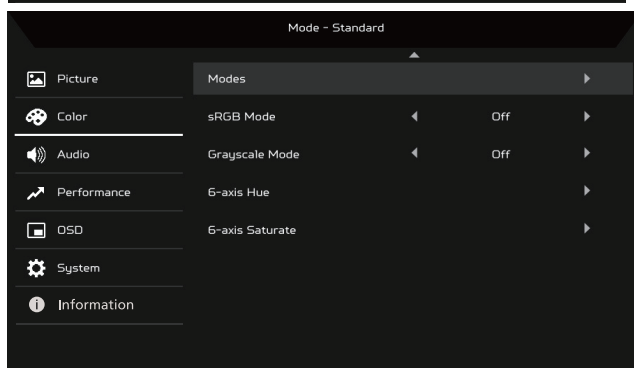 Mode - Standard
Picture
Modes
Color
sRGB Mode
Off
Audio
Grayscale Mode
Off
Performance
6-axis Hue
OSD
6-axis Saturate
System
Information